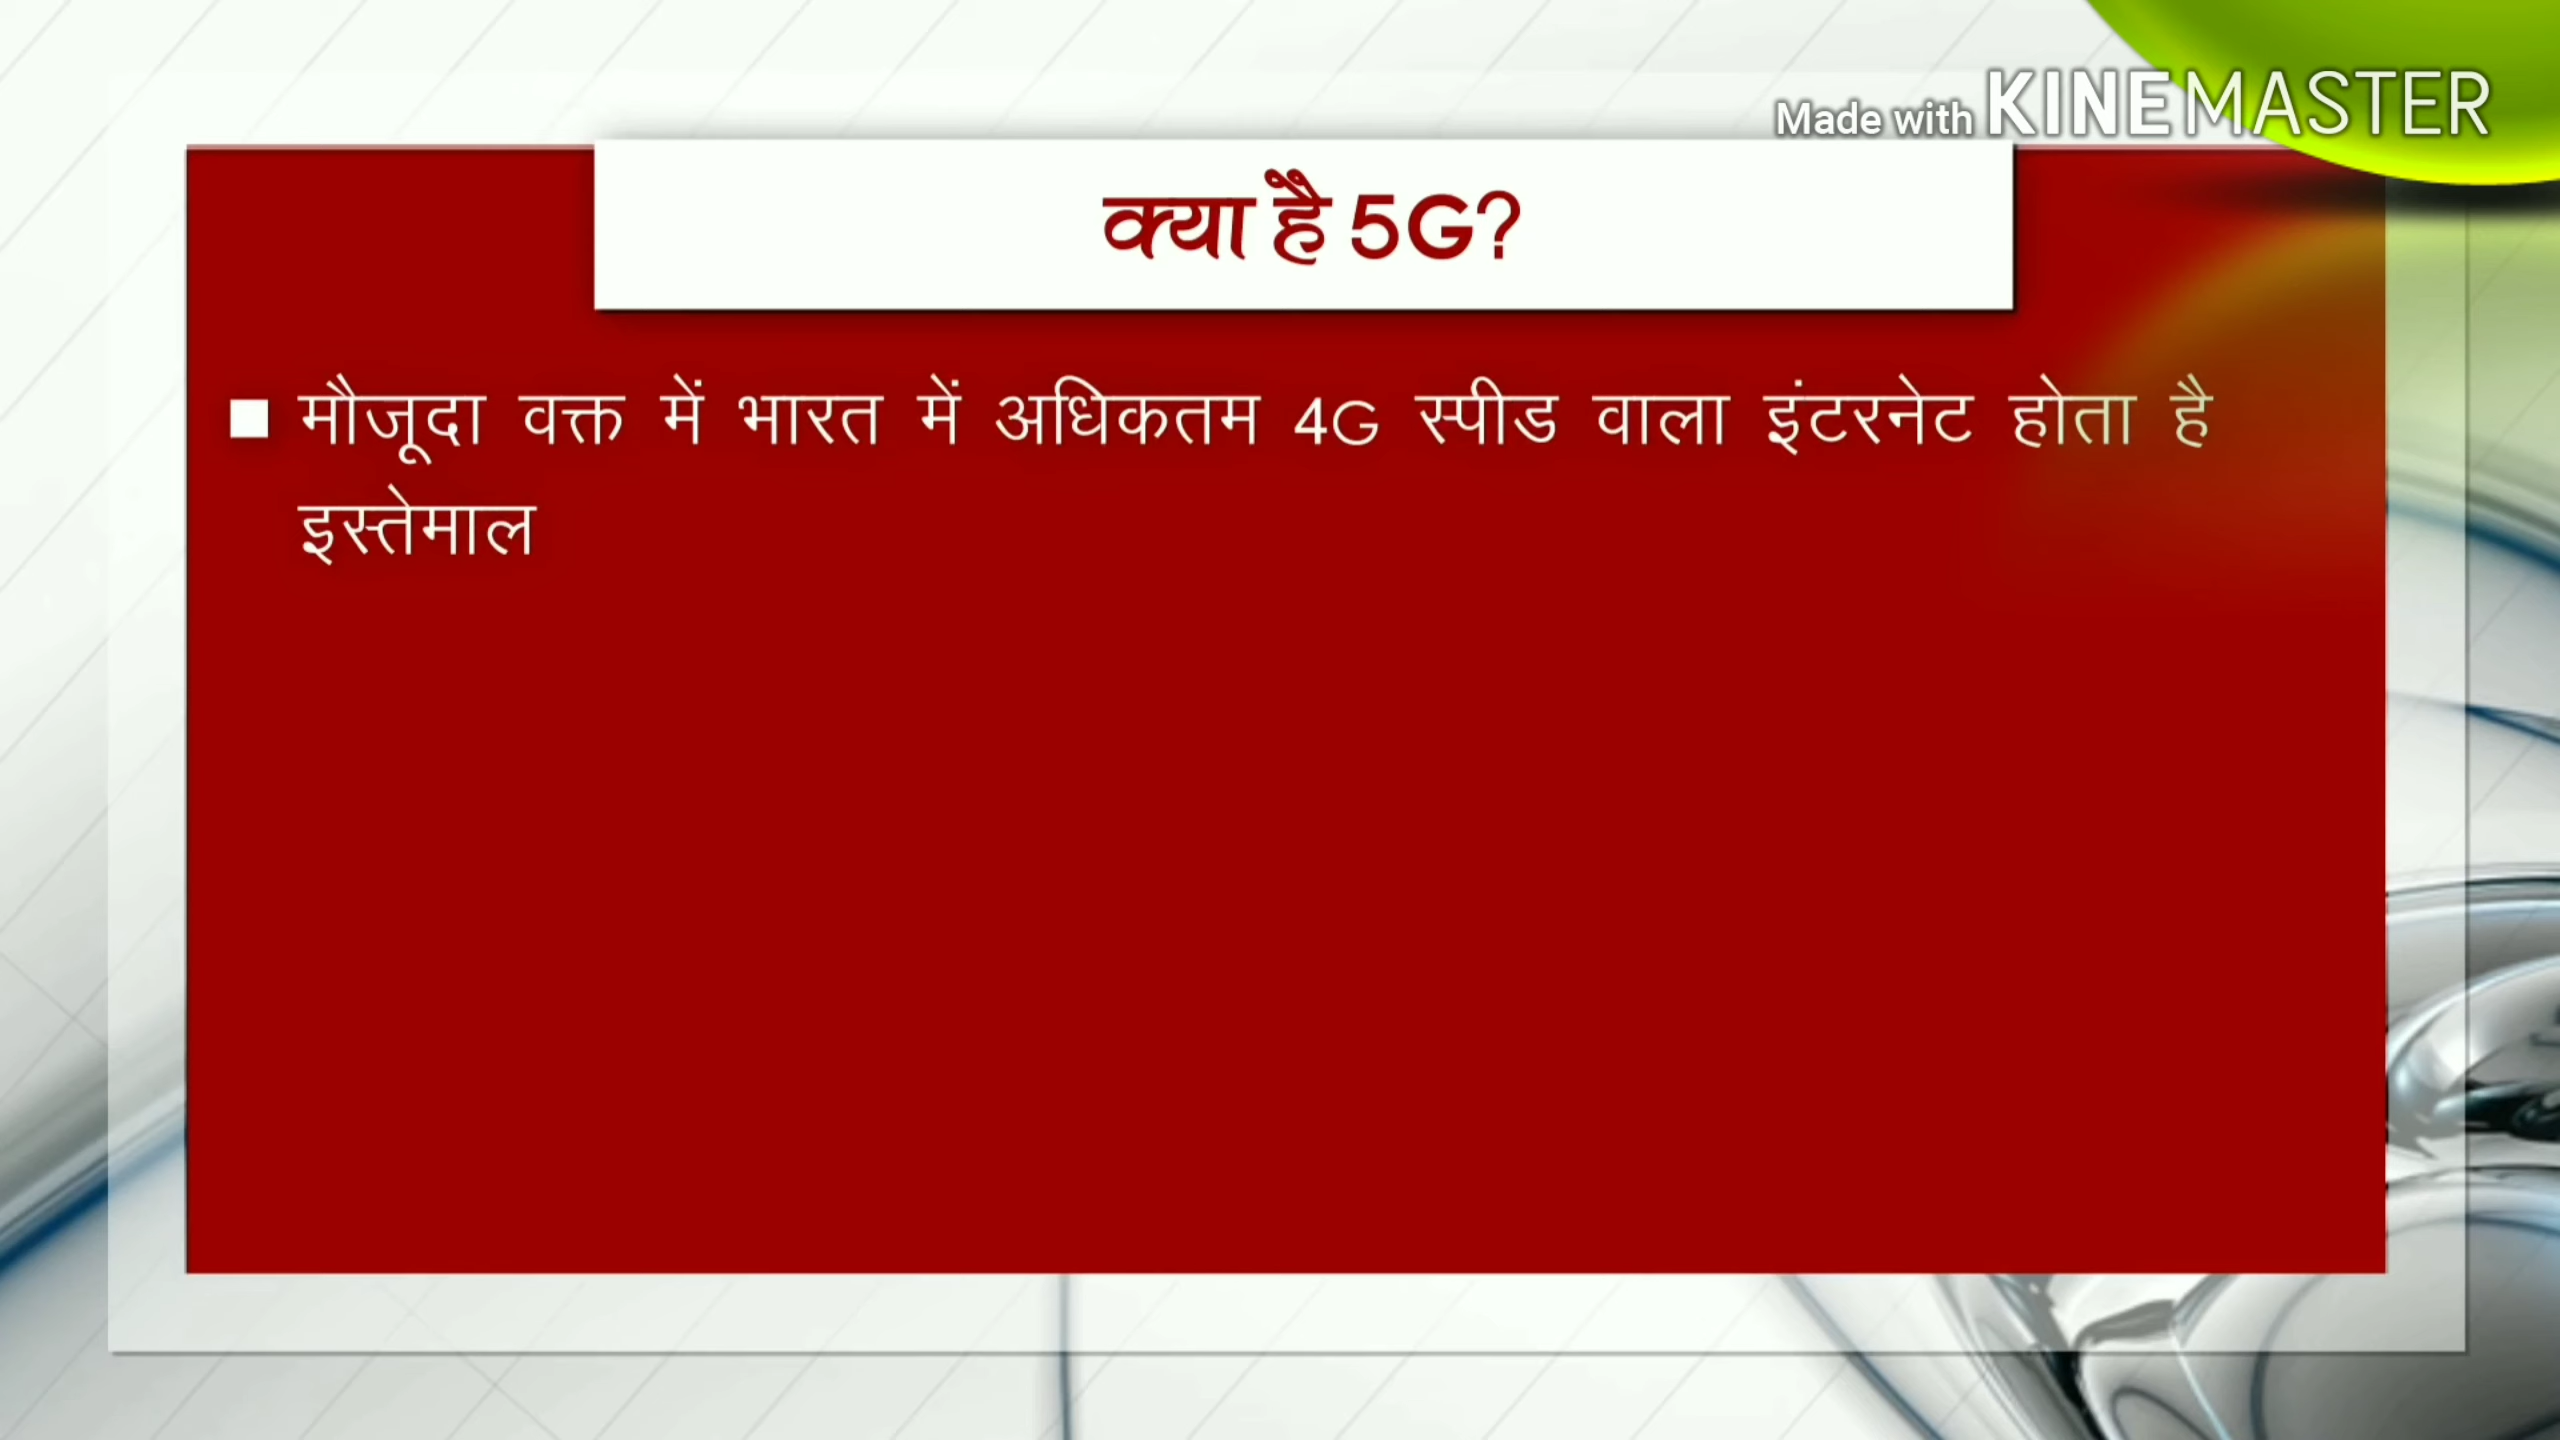 Made with KINEMASTER
क्या है 5G?
■ मौजूदा वक्त में भारत में अधिकतम 4G स्पीड वाला इंटरनेट होता है
इस्तेमाल